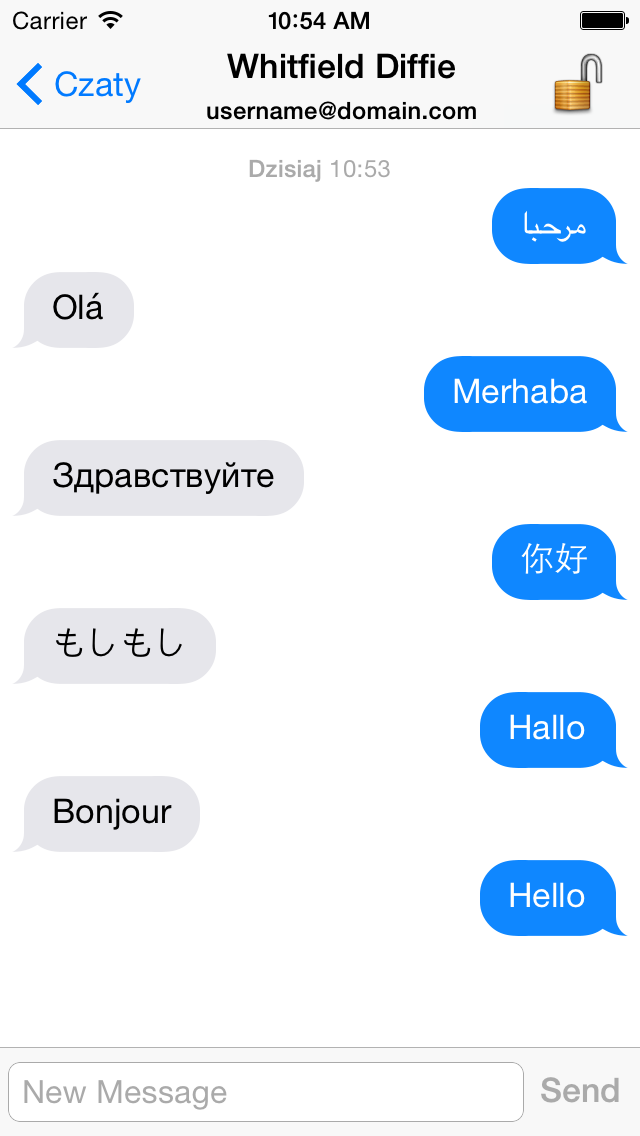 Carrier 10:54 AM
Czaty
Whitfield Diffie
username@domain.com
Dzisiaj 10:53
مرحبا
Olá
Merhaba
Здравствуйте
你好
もしもし
Hallo
Bonjour
Hello
New Message
Send